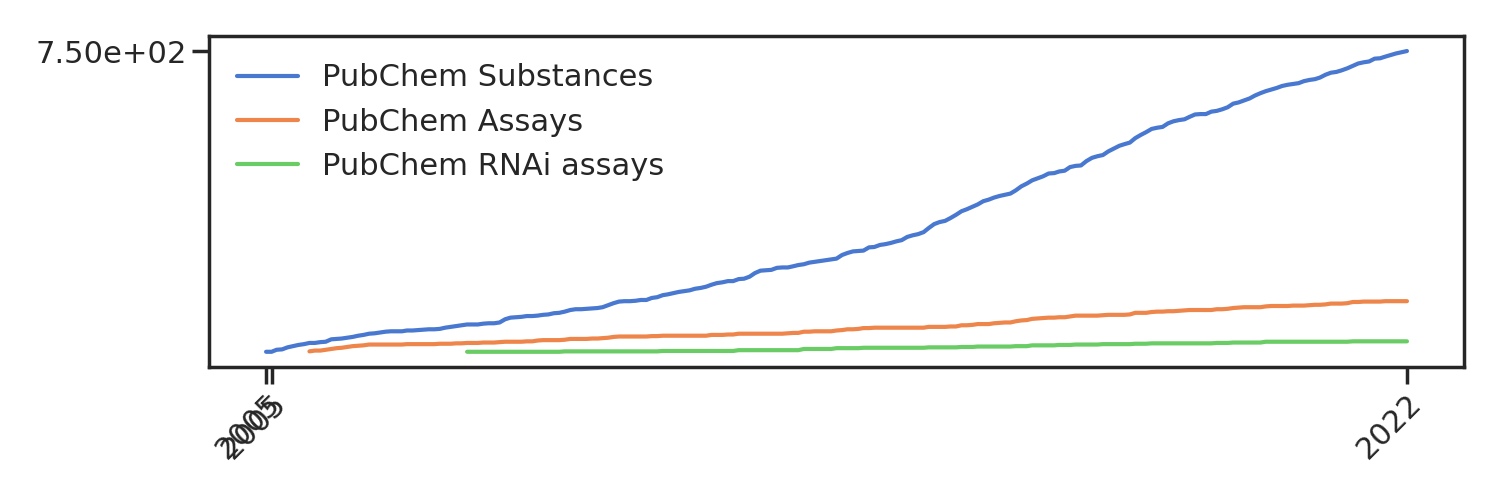 7.50e+02
PubChem Substances
PubChem Assays
PubChem RNAi assays
2005
2005
2022